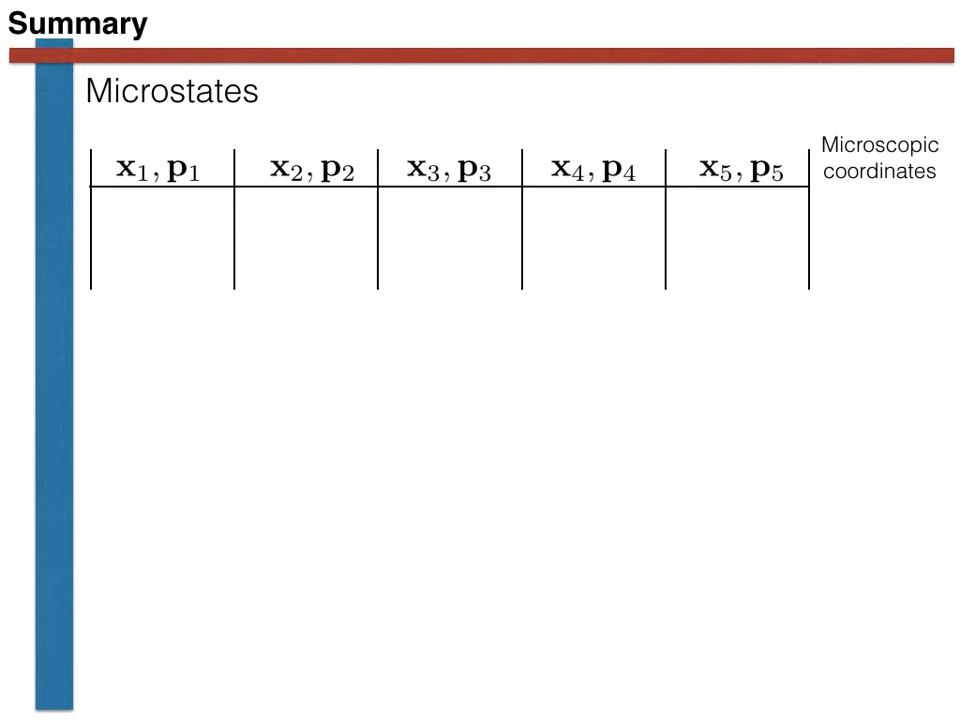 Summary
Microstates
x₁, p₁ x₂, p₂ x₃, p₃ x₄, p₄ x₅, p₅
Microscopic
coordinates